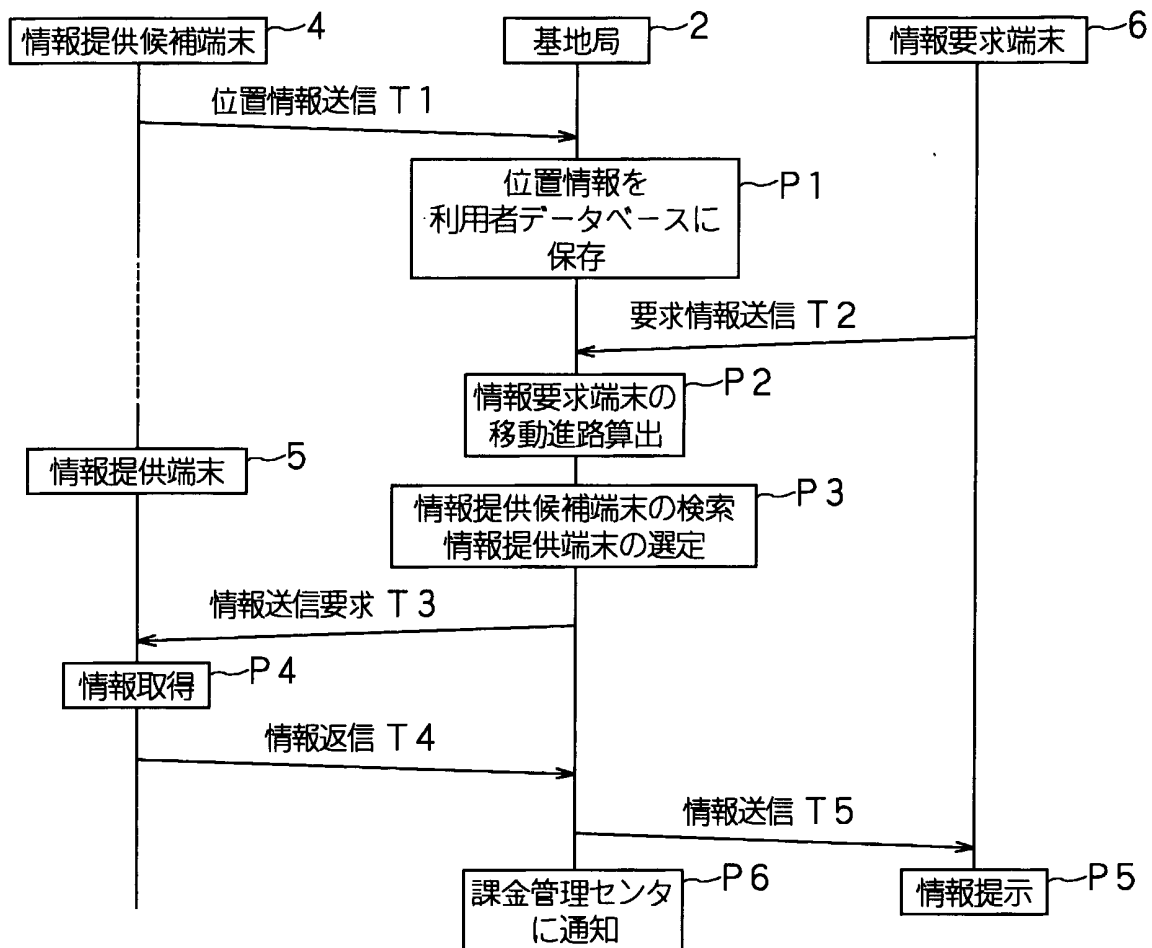 情報提供候補端末
4
基地局
2
情報要求端末
6
位置情報送信 T1
位置情報を
利用者データベースに
保存
P1
要求情報送信 T2
情報要求端末の
移動進路算出
P2
情報提供端末
5
情報提供候補端末の検索
情報提供端末の選定
P3
情報送信要求 T3
情報取得
P4
情報返信 T4
情報送信 T5
課金管理センタ
に通知
P6
情報提示
P5